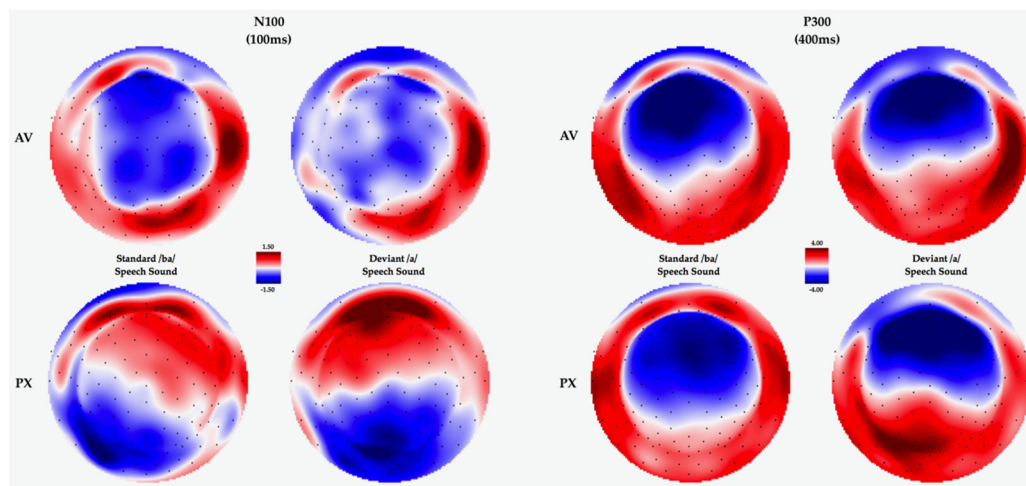 N100
(100ms)
P300
(400ms)
AV
AV
Standard /ba/
Speech Sound
1.50
-1.50
Deviant /a/
Speech Sound
Standard /ba/
Speech Sound
4.00
-4.00
Deviant /a/
Speech Sound
PX
PX